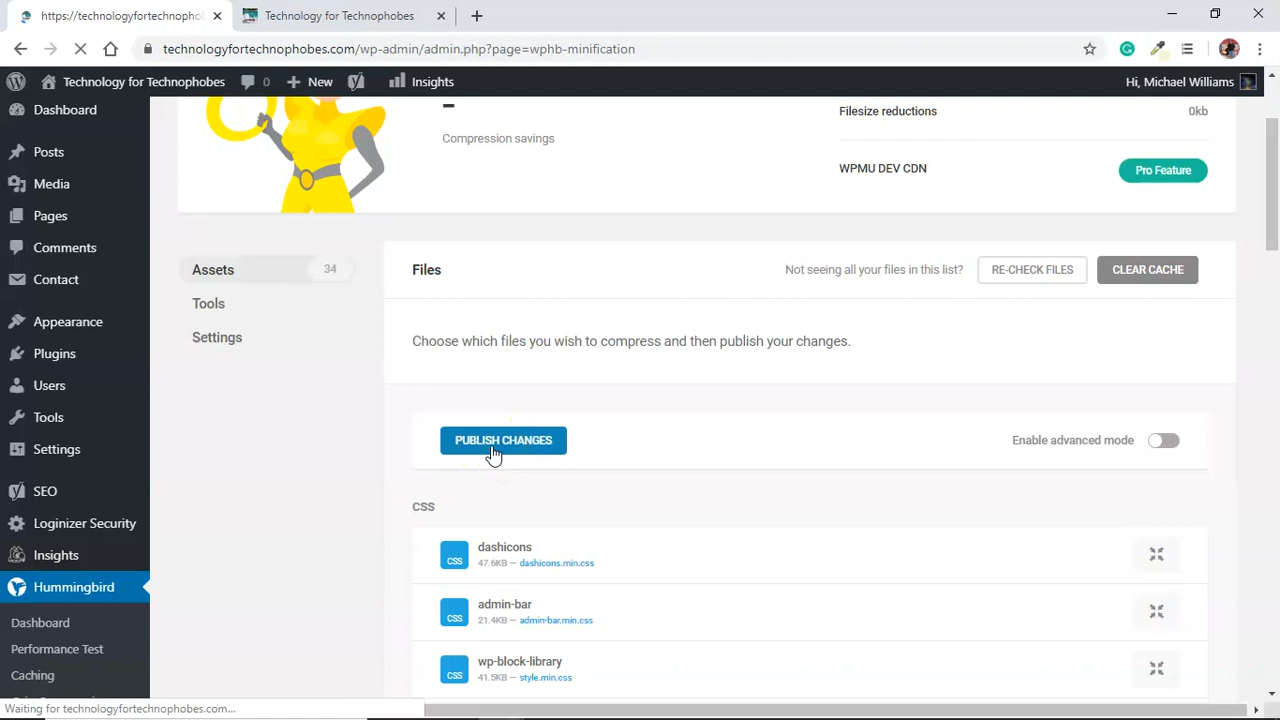 https://technologyfortechnophobes
Technology for Technophobes
technologyfortechnophobes.com/wp-admin/admin.php?page=wphb-minification
Technology for Technophobes
0
New
Insights
Hi, Michael Williams
Dashboard
Posts
Media
Pages
Comments
Contact
Appearance
Plugins
Users
Tools
Settings
SEO
Loginizer Security
Insights
Hummingbird
Dashboard
Performance Test
Caching
Compression savings
Filesize reductions
0kb
WPMU DEV CDN
Pro Feature
Assets
34
Tools
Settings
Files
Not seeing all your files in this list?
RE-CHECK FILES
CLEAR CACHE
Choose which files you wish to compress and then publish your changes.
PUBLISH CHANGES
Enable advanced mode
CSS
CSS
dashicons
47.6KB — dashicons.min.css
CSS
admin-bar
21.4KB — admin-bar.min.css
CSS
wp-block-library
41.5KB — style.min.css
Waiting for technologyfortechnophobes.com...